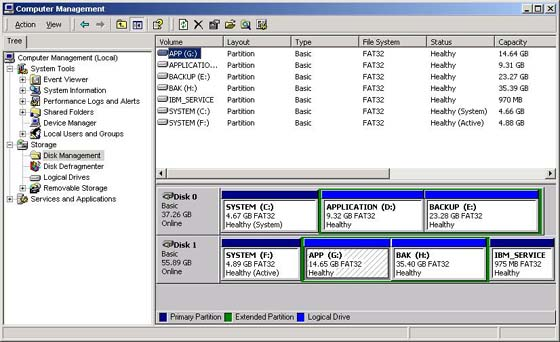 Computer Management
Action View
Tree
Computer Management (Local)
System Tools
Event Viewer
System Information
Performance Logs and Alerts
Shared Folders
Device Manager
Local Users and Groups
Storage
Disk Management
Disk Defragmenter
Logical Drives
Removable Storage
Services and Applications
Volume Layout Type File System Status Capacity
APP (G:) Partition Basic FAT32 Healthy 14.64 GB
APPLICATIO... Partition Basic FAT32 Healthy 9.31 GB
BACKUP (E:) Partition Basic FAT32 Healthy 23.27 GB
BAK (H:) Partition Basic FAT32 Healthy 35.39 GB
IBM_SERVICE Partition Basic FAT32 Healthy 970 MB
SYSTEM (C:) Partition Basic FAT32 Healthy (System) 4.66 GB
SYSTEM (F:) Partition Basic FAT32 Healthy (Active) 4.88 GB
Disk 0
Basic
37.26 GB
Online
SYSTEM (C:)
4.67 GB FAT32
Healthy (System)
APPLICATION (D:)
9.32 GB FAT32
Healthy
BACKUP (E:)
23.28 GB FAT32
Healthy
Disk 1
Basic
55.89 GB
Online
SYSTEM (F:)
4.89 GB FAT32
Healthy (Active)
APP (G:)
14.65 GB FAT32
Healthy
BAK (H:)
35.40 GB FAT32
Healthy
IBM_SERVICE
975 MB FAT32
Healthy
Primary Partition Extended Partition Logical Drive